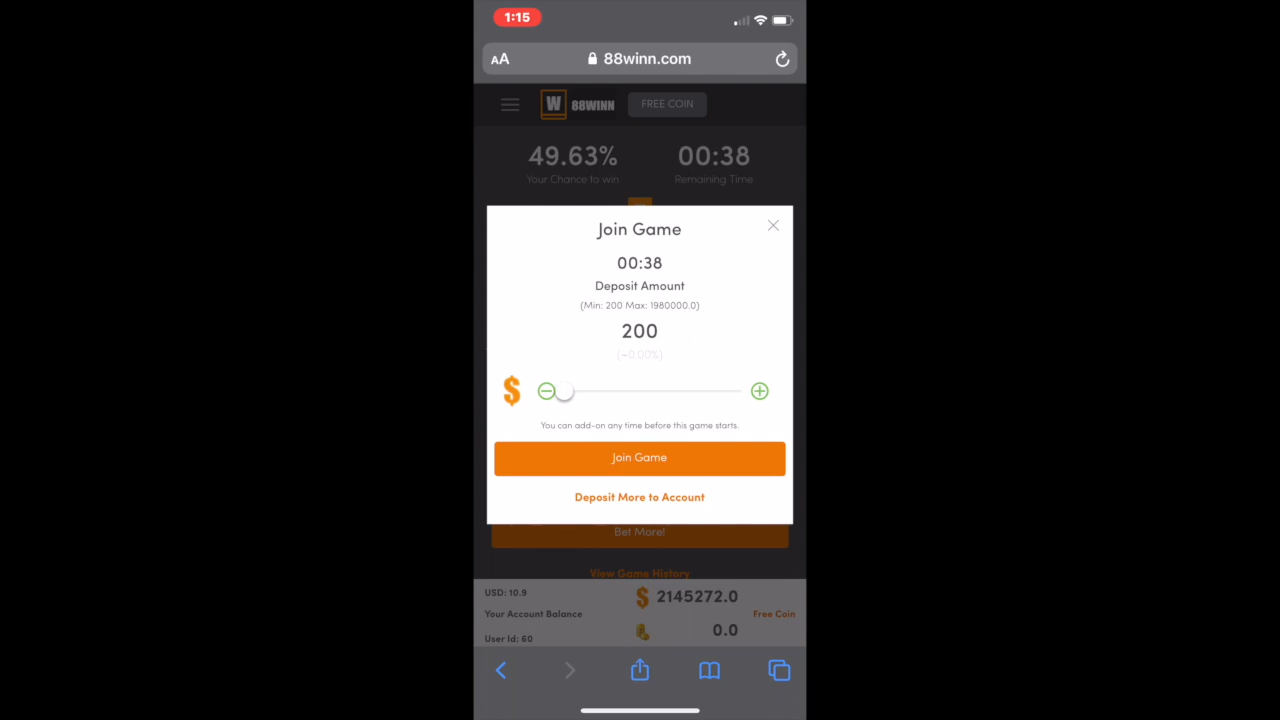 1:15
AA 88winn.com
W 88WINN FREE COIN
49.63% 00:38
Your Chance to win Remaining Time
Join Game
00:38
Deposit Amount
(Min: 200 Max: 1980000.0)
200
(~0.00%)
$
You can add-on any time before this game starts.
Join Game
Deposit More to Account
Bet More!
View Game History
USD: 10.9 $ 2145272.0
Your Account Balance Free Coin
0.0
User Id: 60